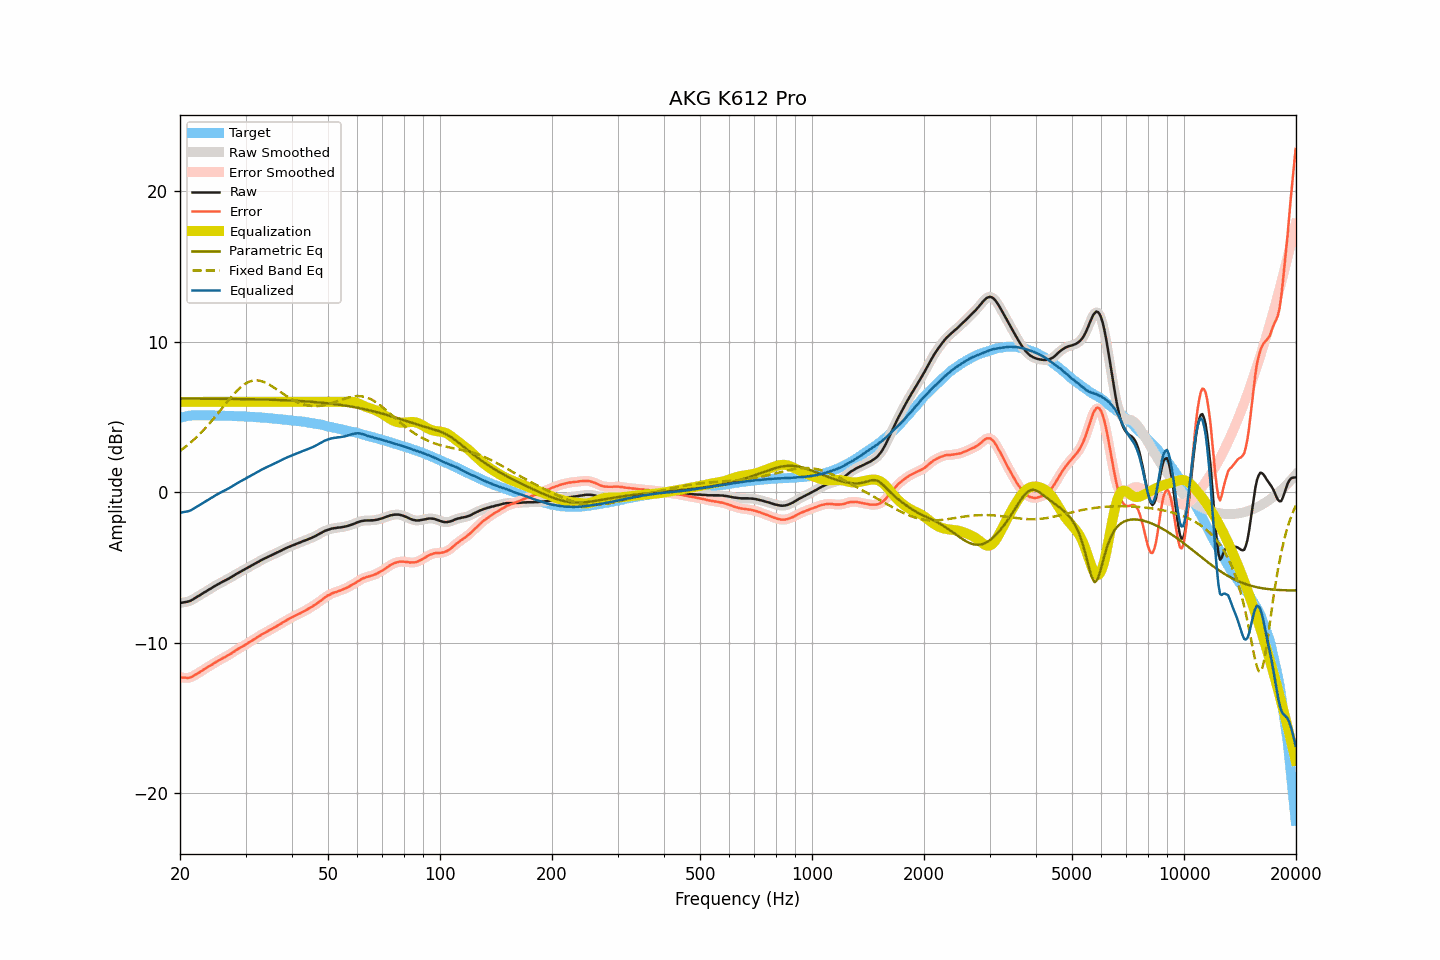 AKG K612 Pro
Target
Raw Smoothed
Error Smoothed
Raw
Error
Equalization
Parametric Eq
Fixed Band Eq
Equalized
20
10
0
−10
−20
Amplitude (dBr)
20 50 100 200 500 1000 2000 5000 10000 20000
Frequency (Hz)